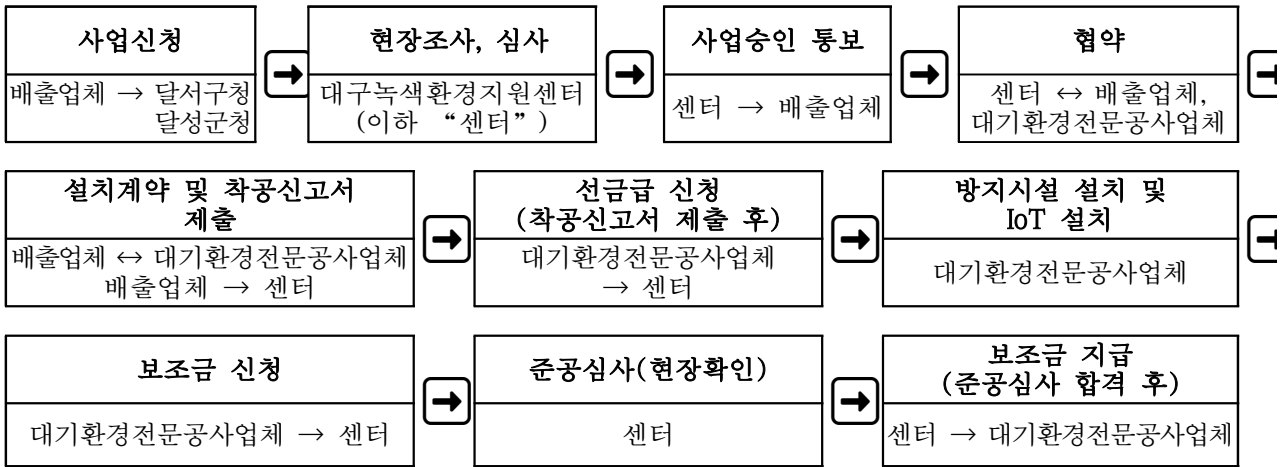 사업신청
배출업체 → 달서구청
달성군청
현장조사, 심사
대구녹색환경지원센터
(이하 “센터”)
사업승인 통보
센터 → 배출업체
협약
센터 ↔ 배출업체,
대기환경전문공사업체
설치계약 및 착공신고서
제출
배출업체 ↔ 대기환경전문공사업체
배출업체 → 센터
선금급 신청
(착공신고서 제출 후)
대기환경전문공사업체
→ 센터
방지시설 설치 및
IoT 설치
대기환경전문공사업체
보조금 신청
대기환경전문공사업체 → 센터
준공심사(현장확인)
센터
보조금 지급
(준공심사 합격 후)
센터 → 대기환경전문공사업체